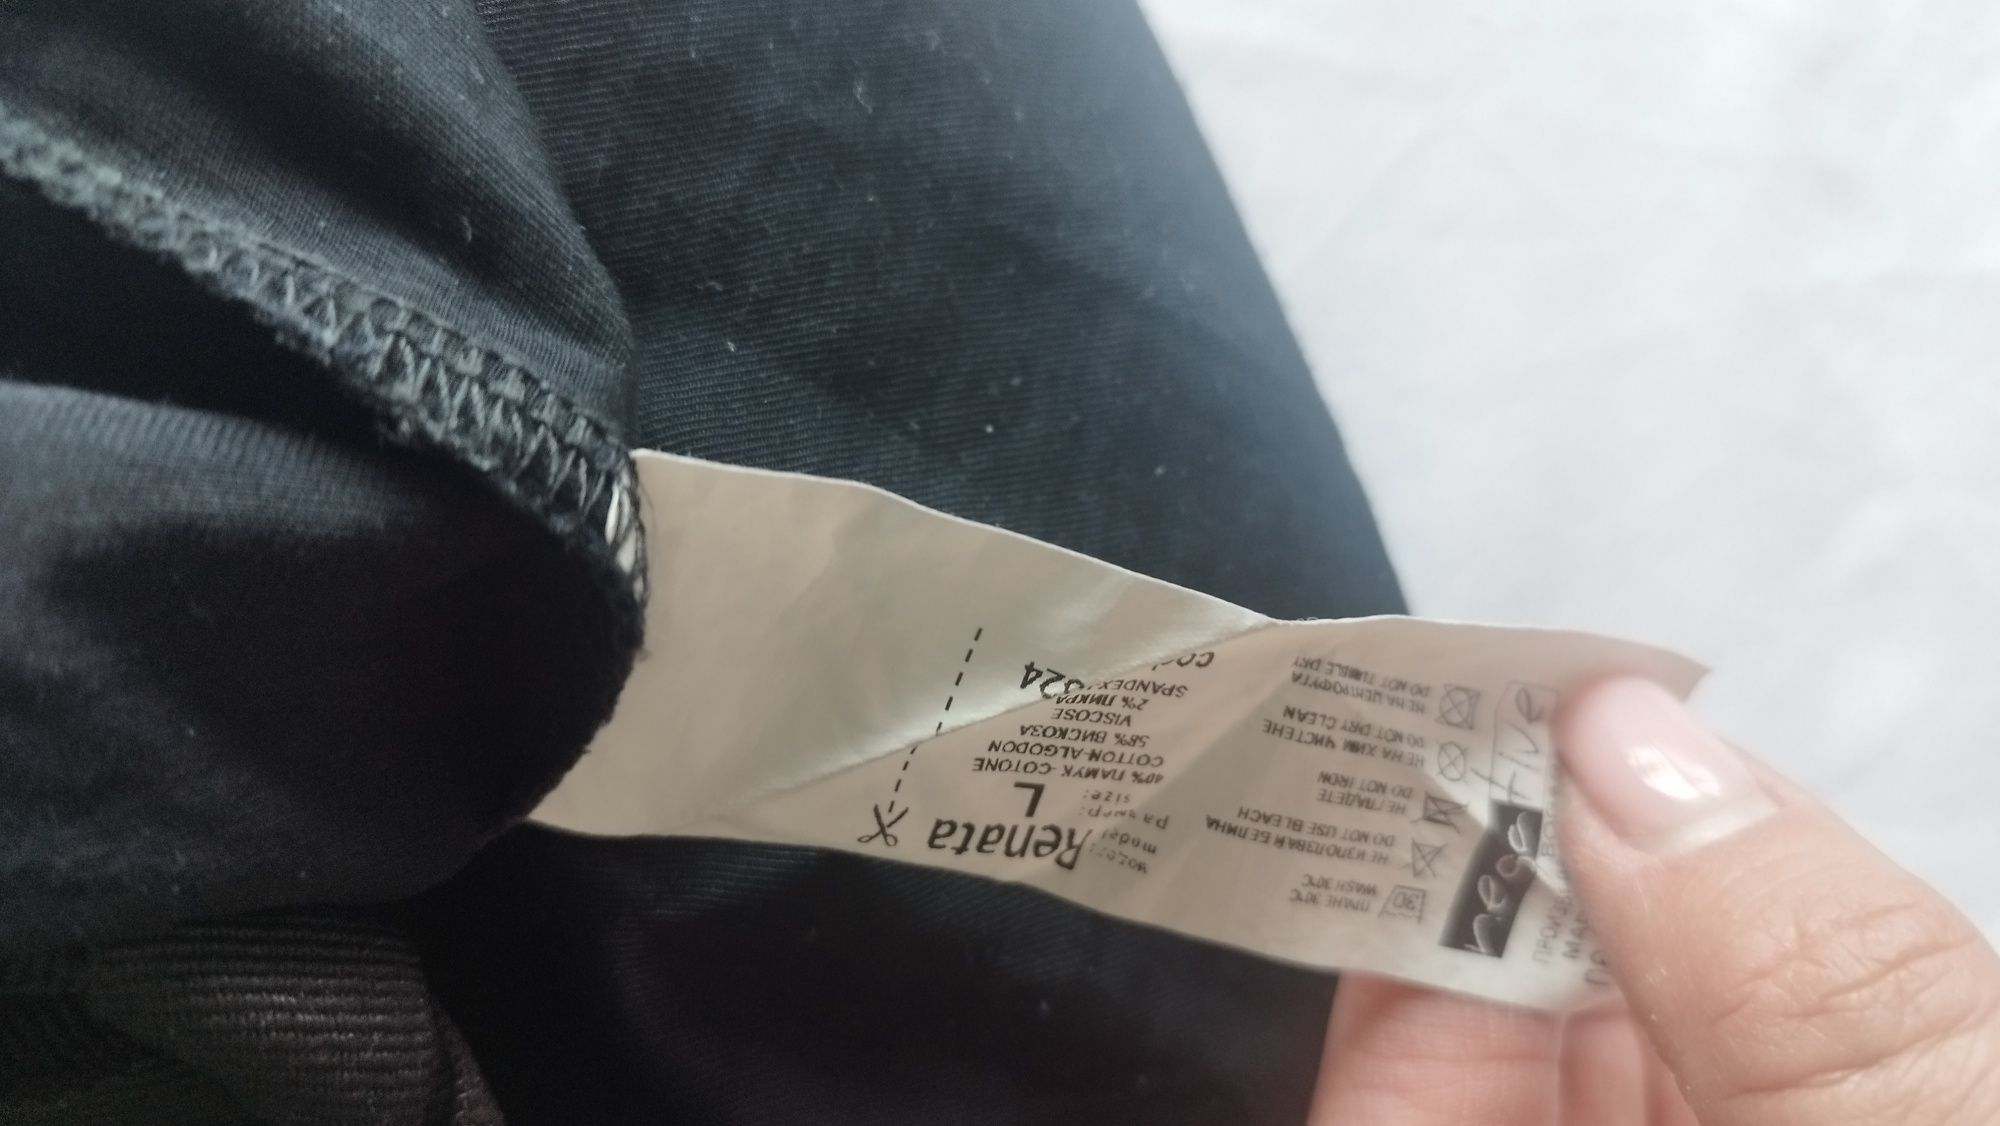 Renata
model:
L
размер:
size:
40% ПАМУК-COTONE
COTTON-ALGODON
58% ВИСКОЗА
VISCOSE
2% ЛИКРА
SPANDEX
ПРАНЕ 30°C
WASH 30°C
30
НЕ ИЗПОЛЗВАЙ БЕЛИНА
DO NOT USE BLEACH
НЕ ГЛАДЕТЕ
DO NOT IRON
НЕ НА ХИМ ЧИСТЕНЕ
DO NOT DRY CLEAN
НЕ НА ЦЕНТРОФУГА
DO NOT TUMBLE DRY
negative